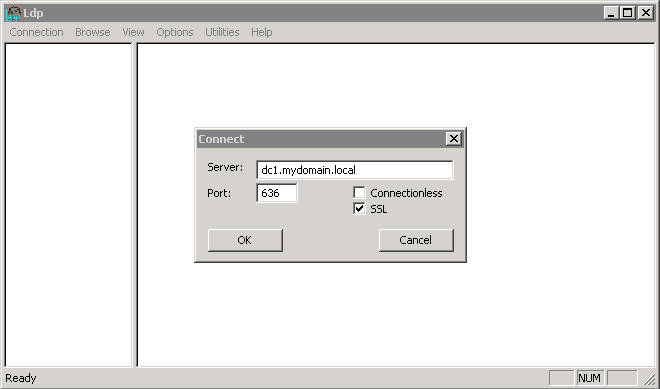 Ldp
Connection Browse View Options Utilities Help
Connect
Server: dc1.mydomain.local
Port: 636 Connectionless
SSL
OK Cancel
Ready NUM